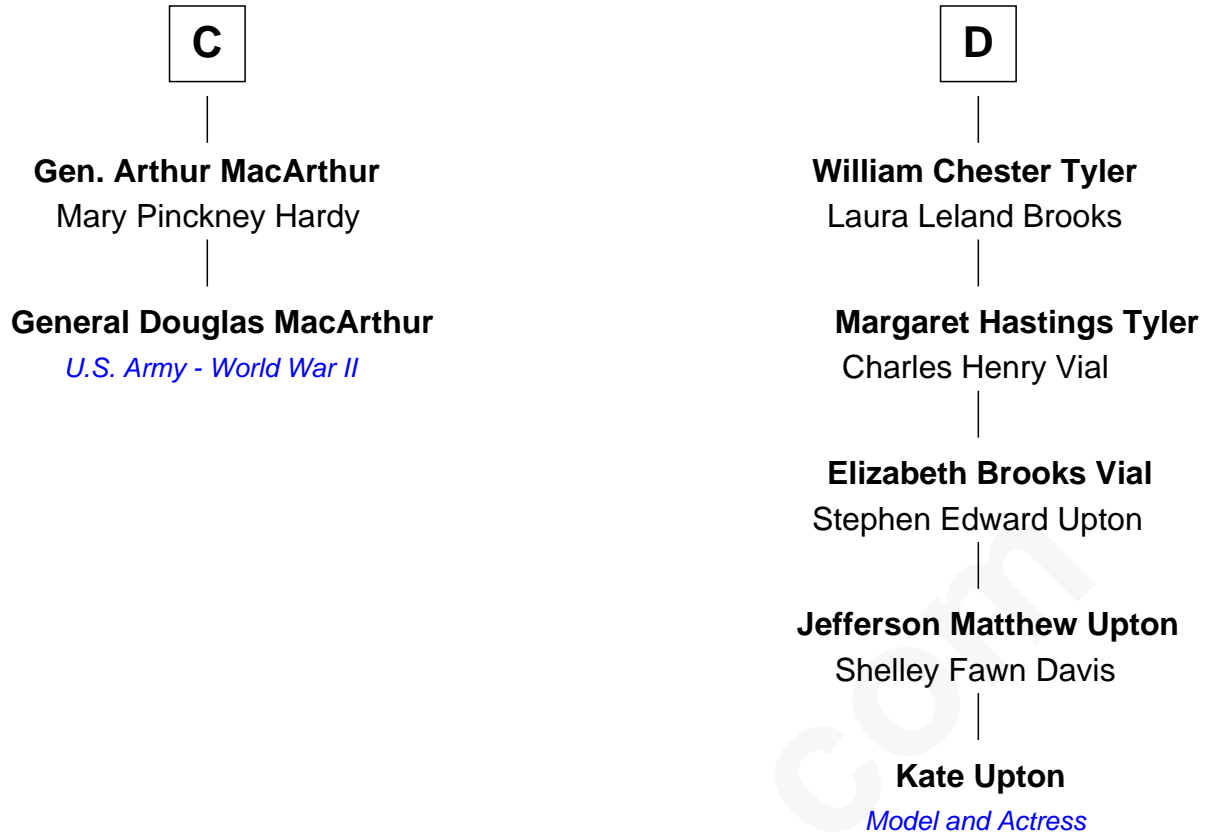 C
Gen. Arthur MacArthur
Mary Pinckney Hardy
General Douglas MacArthur
U.S. Army - World War II
D
William Chester Tyler
Laura Leland Brooks
Margaret Hastings Tyler
Charles Henry Vial
Elizabeth Brooks Vial
Stephen Edward Upton
Jefferson Matthew Upton
Shelley Fawn Davis
Kate Upton
Model and Actress
com